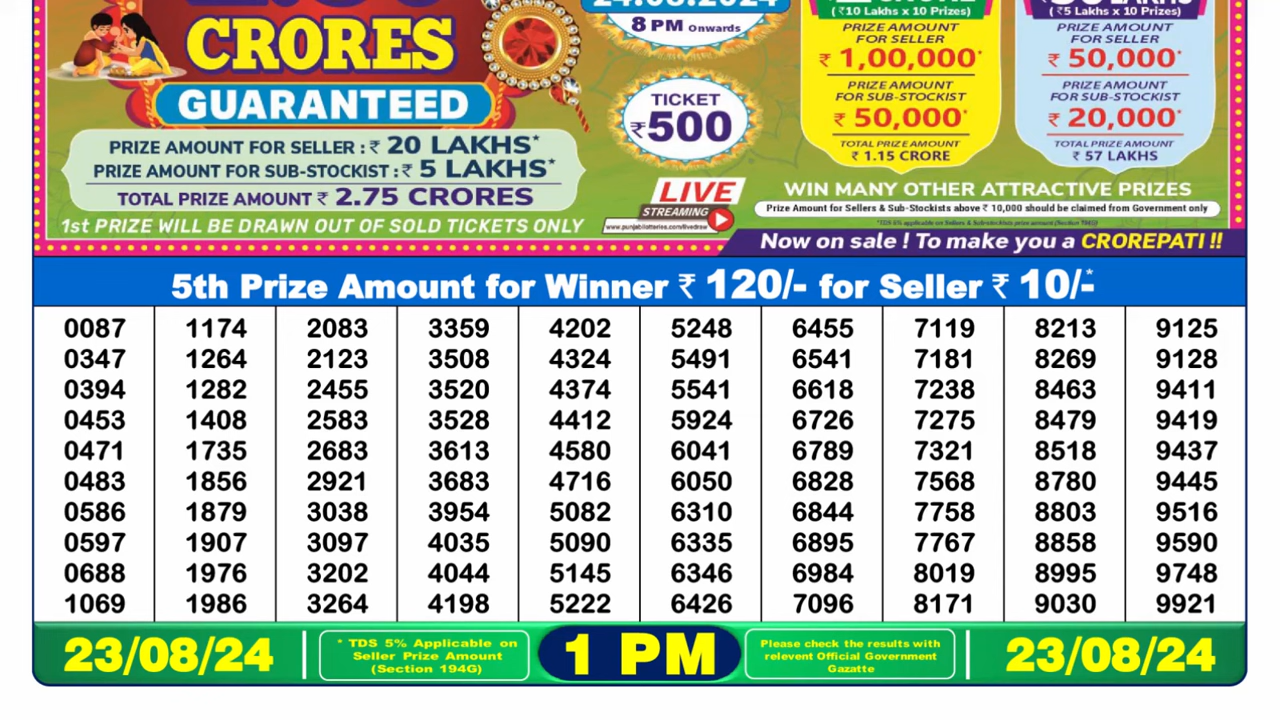 CRORES
GUARANTEED
PRIZE AMOUNT FOR SELLER : ₹ 20 LAKHS*
PRIZE AMOUNT FOR SUB-STOCKIST : ₹ 5 LAKHS*
TOTAL PRIZE AMOUNT ₹ 2.75 CRORES
1st PRIZE WILL BE DRAWN OUT OF SOLD TICKETS ONLY
8 PM Onwards
TICKET
₹500
LIVE
STREAMING
www.punjablotteries.com/livedraw
(₹10 Lakhs x 10 Prizes)
PRIZE AMOUNT
FOR SELLER
₹ 1,00,000*
PRIZE AMOUNT
FOR SUB-STOCKIST
₹ 50,000*
TOTAL PRIZE AMOUNT
₹ 1.15 CRORE
(₹5 Lakhs x 10 Prizes)
PRIZE AMOUNT
FOR SELLER
₹ 50,000*
PRIZE AMOUNT
FOR SUB-STOCKIST
₹ 20,000*
TOTAL PRIZE AMOUNT
₹ 57 LAKHS
WIN MANY OTHER ATTRACTIVE PRIZES
Prize Amount for Sellers & Sub-Stockists above ₹ 10,000 should be claimed from Government only
Now on sale ! To make you a CROREPATI !!
5th Prize Amount for Winner ₹ 120/- for Seller ₹ 10/-*
0087 1174 2083 3359 4202 5248 6455 7119 8213 9125
0347 1264 2123 3508 4324 5491 6541 7181 8269 9128
0394 1282 2455 3520 4374 5541 6618 7238 8463 9411
0453 1408 2583 3528 4412 5924 6726 7275 8479 9419
0471 1735 2683 3613 4580 6041 6789 7321 8518 9437
0483 1856 2921 3683 4716 6050 6828 7568 8780 9445
0586 1879 3038 3954 5082 6310 6844 7758 8803 9516
0597 1907 3097 4035 5090 6335 6895 7767 8858 9590
0688 1976 3202 4044 5145 6346 6984 8019 8995 9748
1069 1986 3264 4198 5222 6426 7096 8171 9030 9921
23/08/24
* TDS 5% Applicable on
Seller Prize Amount
(Section 194G)
1 PM
Please check the results with
relevent Official Government
Gazatte
23/08/24